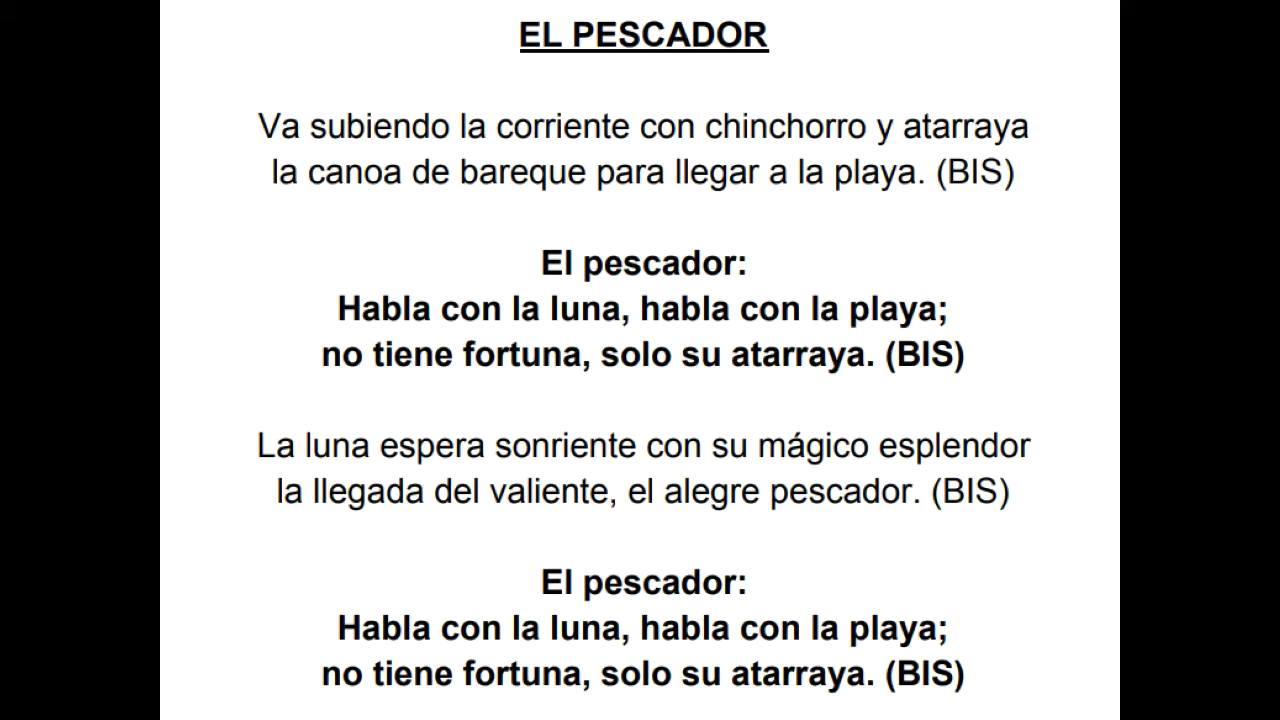 EL PESCADOR
Va subiendo la corriente con chinchorro y atarraya
la canoa de bareque para llegar a la playa. (BIS)
El pescador:
Habla con la luna, habla con la playa;
no tiene fortuna, solo su atarraya. (BIS)
La luna espera sonriente con su mágico esplendor
la llegada del valiente, el alegre pescador. (BIS)
El pescador:
Habla con la luna, habla con la playa;
no tiene fortuna, solo su atarraya. (BIS)